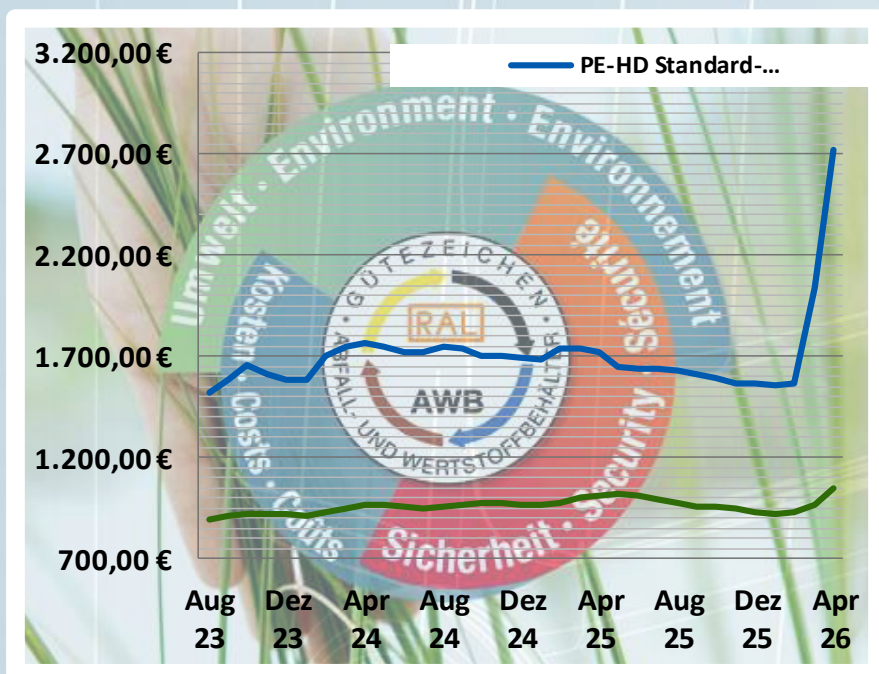 3.200,00 €
PE-HD Standard-...
2.700,00 €
2.200,00 €
1.700,00 €
1.200,00 €
700,00 €
Umwelt · Environment · Environnement
Kosten · Costs · Coûts
Sicherheit · Security · Sécurité
· GÜTEZEICHEN ·
RAL
AWB
ABFALL- UND WERTSTOFFBEHÄLTER
Aug Dez Apr Aug Dez Apr Aug Dez Apr
23 23 24 24 24 25 25 25 26